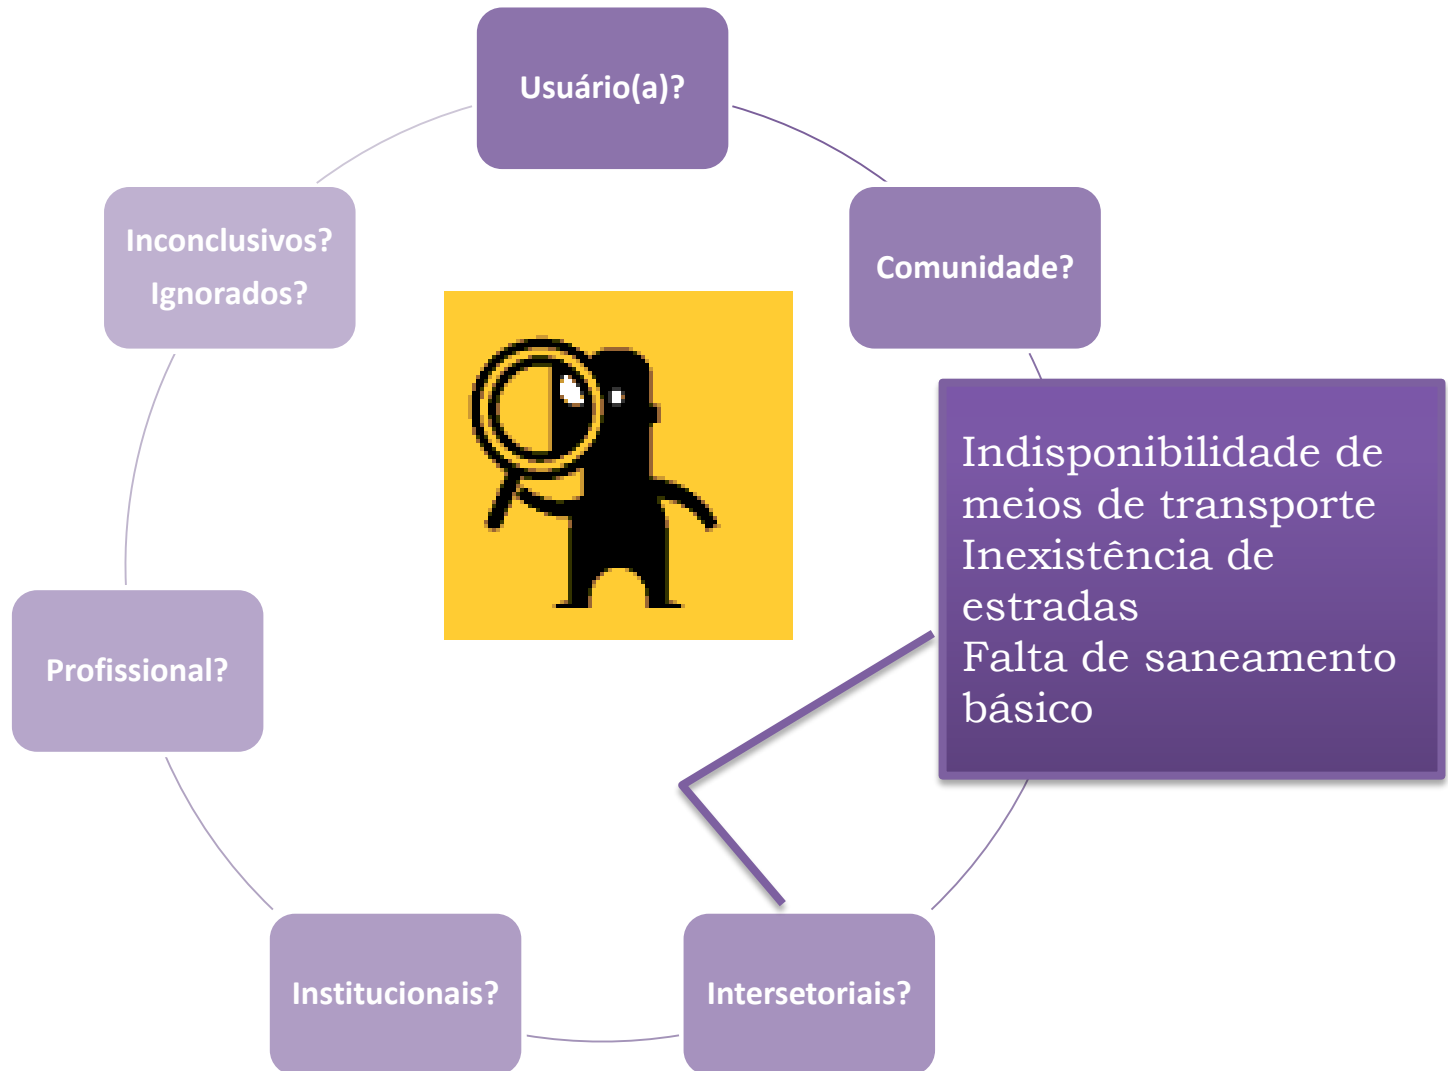 Usuário(a)?
Comunidade?
Indisponibilidade de
meios de transporte
Inexistência de
estradas
Falta de saneamento
básico
Intersetoriais?
Institucionais?
Profissional?
Inconclusivos?
Ignorados?